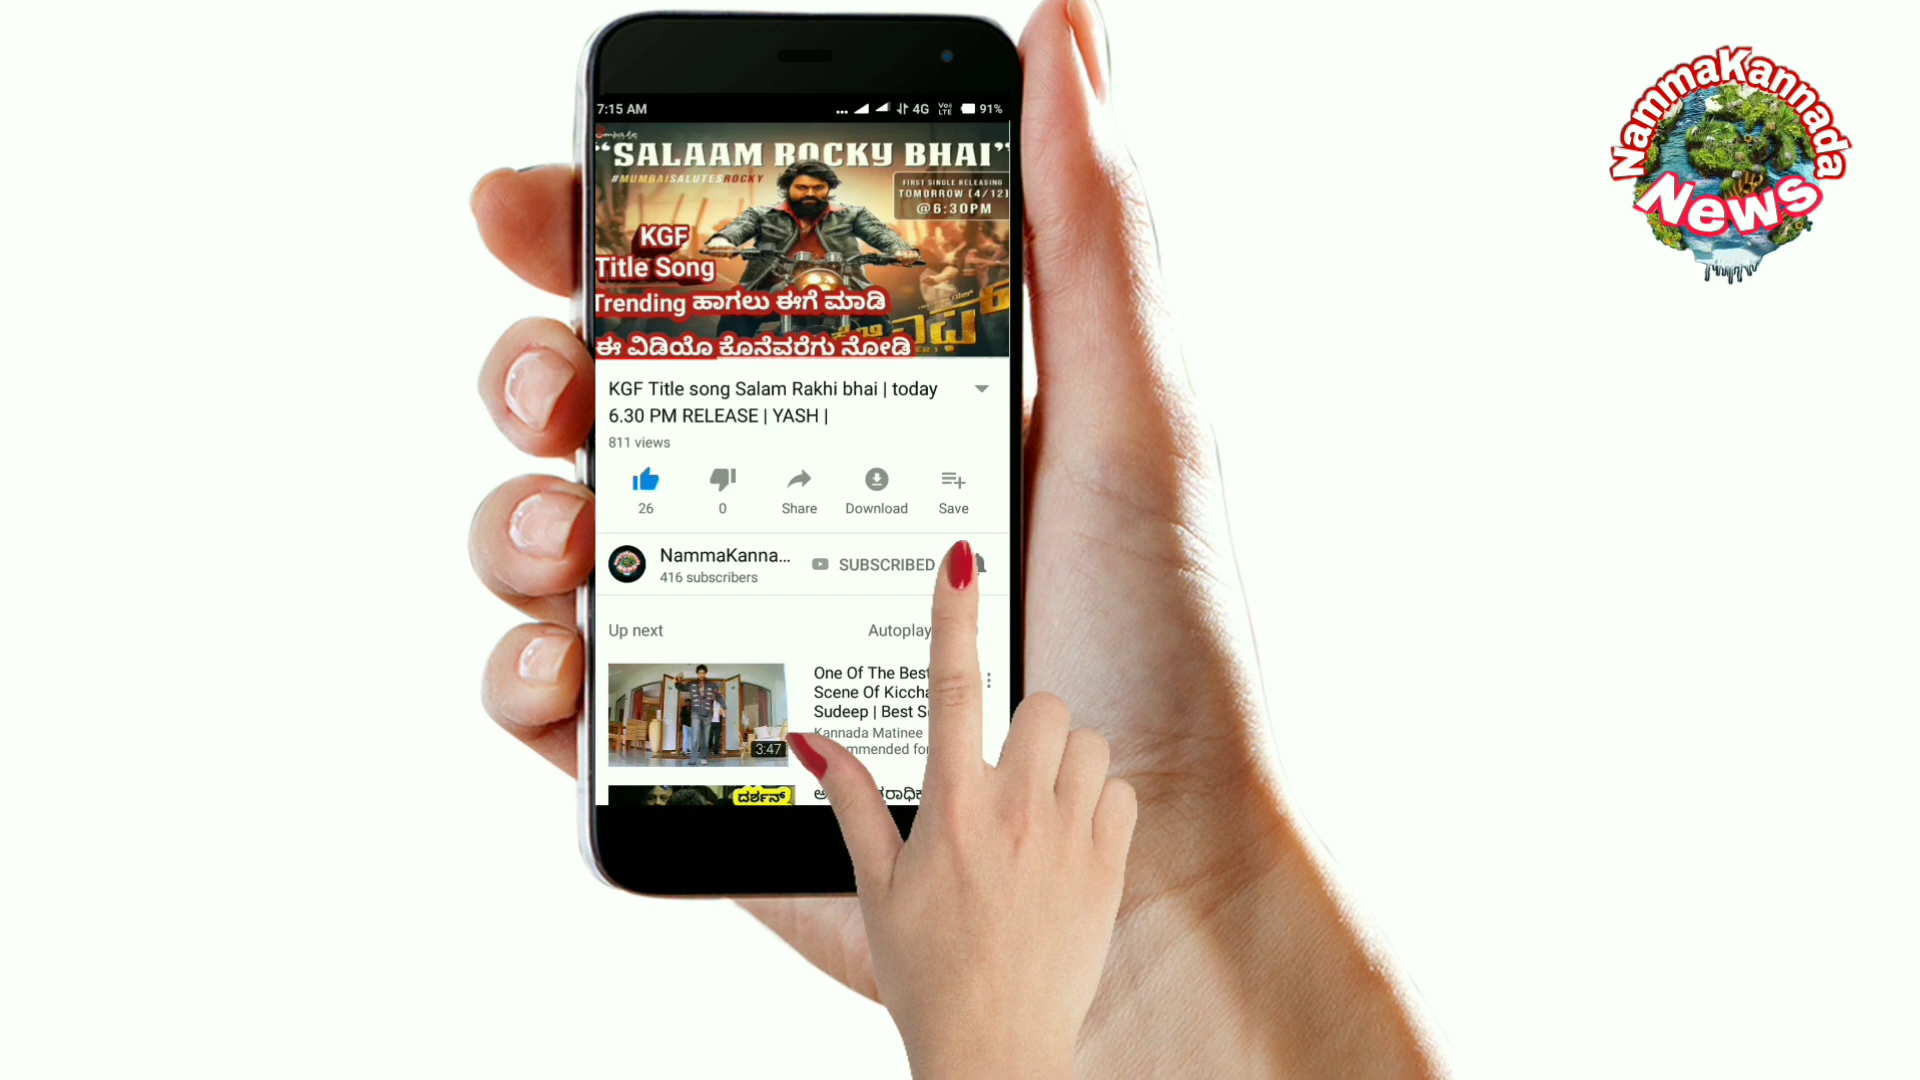 7:15 AM
4G VoLTE 91%
"SALAAM ROCKY BHAI"
#MUMBAISALUTESROCKY
FIRST SINGLE RELEASING
TOMORROW (4/12)
@6:30PM
KGF
Title Song
Trending ಹಾಗಲು ಈಗೆ ಮಾಡಿ
ಈ ವಿಡಿಯೊ ಕೊನೆವರೆಗು ನೋಡಿ
KGF Title song Salam Rakhi bhai | today
6.30 PM RELEASE | YASH |
811 views
26
0
Share
Download
Save
NammaKanna...
416 subscribers
SUBSCRIBED
Up next
Autoplay
One Of The Best
Scene Of Kiccha
Sudeep | Best
Kannada Matinee
3:47
ದರ್ಶನ್
NammaKannada
News